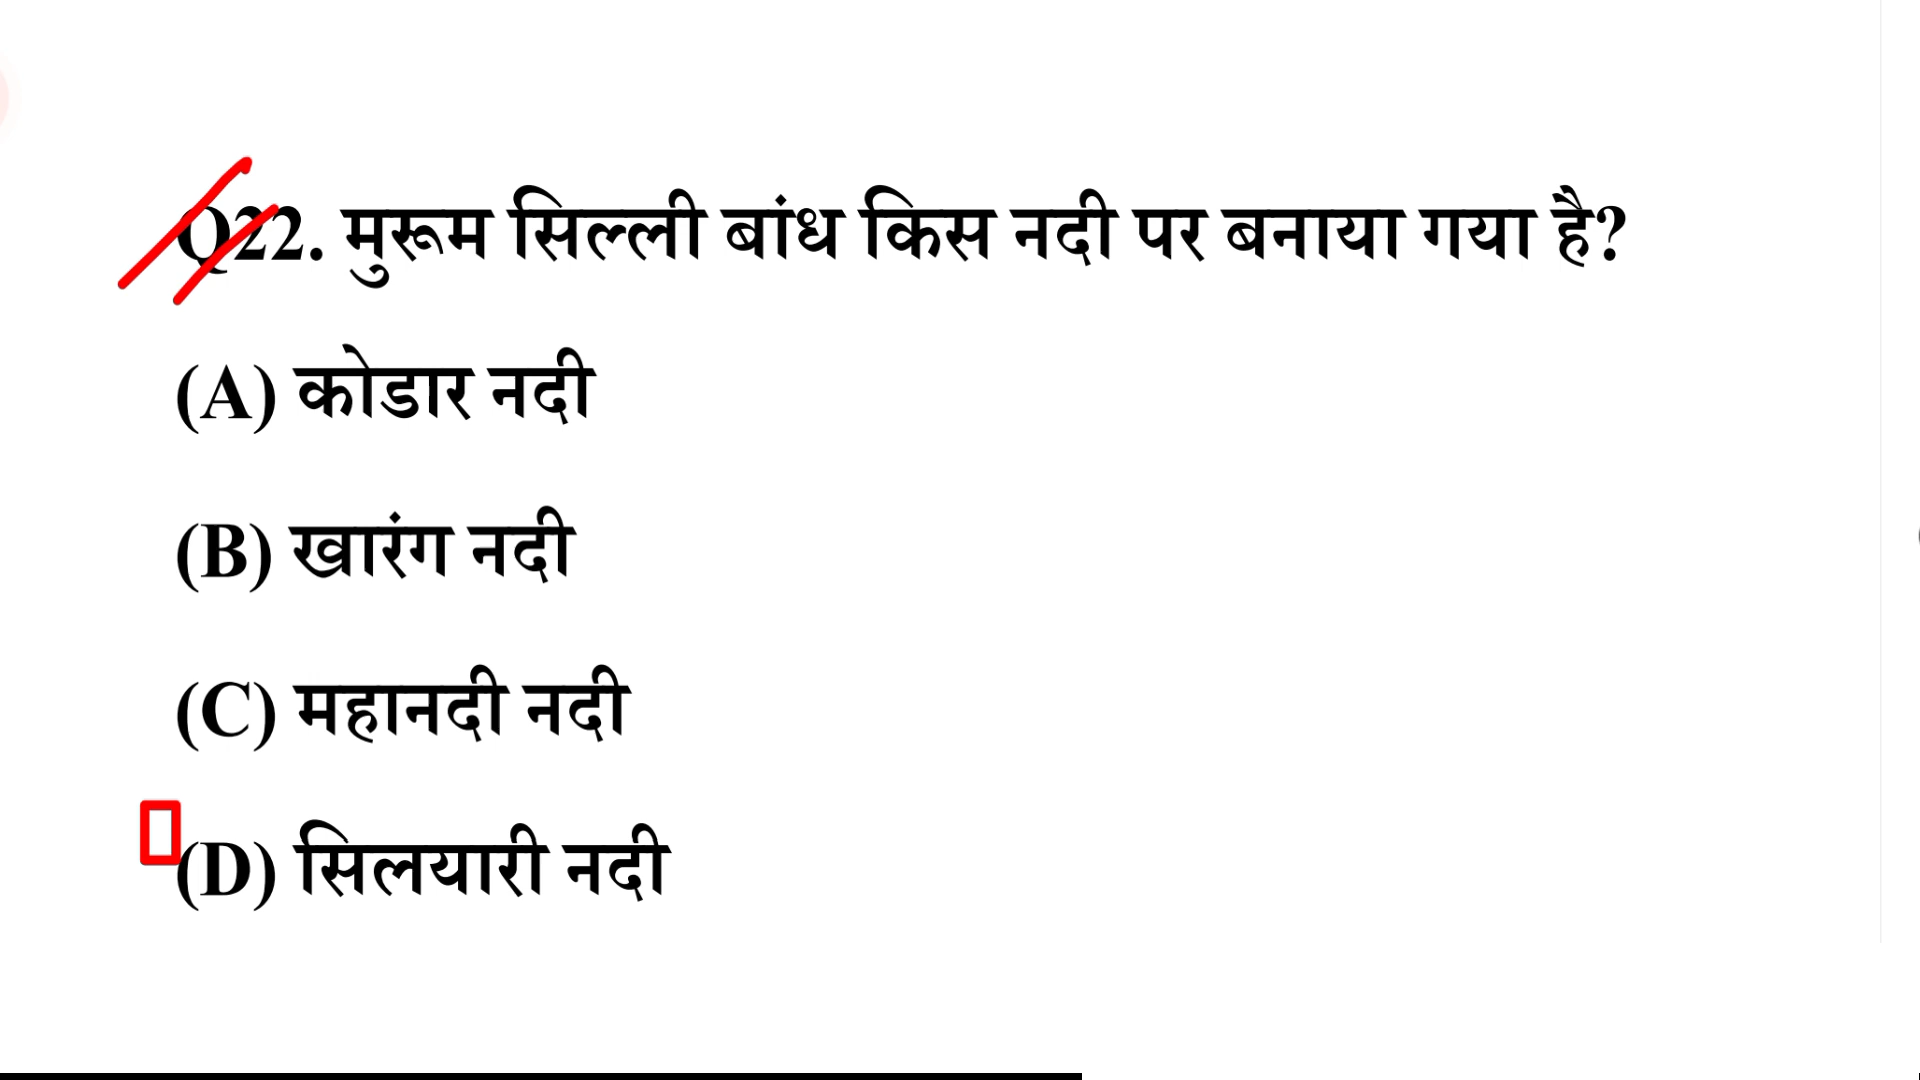 Q22. मुरूम सिल्ली बांध किस नदी पर बनाया गया है?
(A) कोडार नदी
(B) खारंग नदी
(C) महानदी नदी
(D) सिलयारी नदी